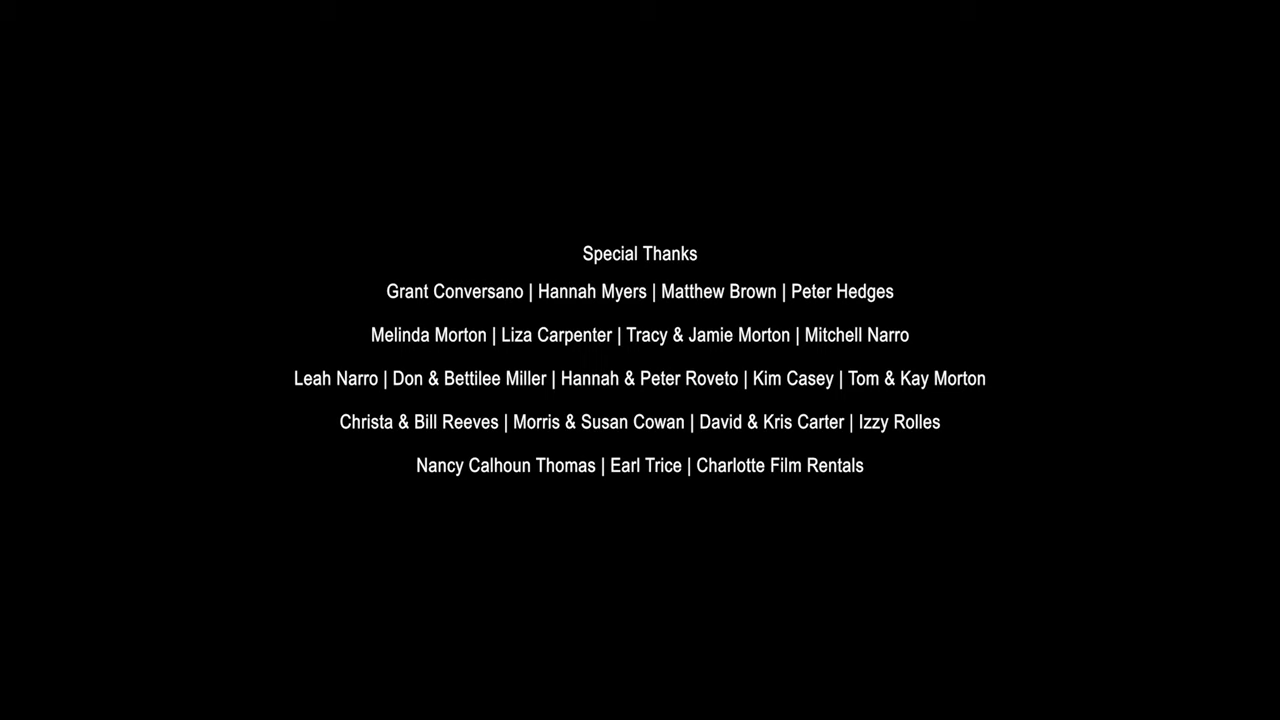 Special Thanks
Grant Conversano | Hannah Myers | Matthew Brown | Peter Hedges
Melinda Morton | Liza Carpenter | Tracy & Jamie Morton | Mitchell Narro
Leah Narro | Don & Bettilee Miller | Hannah & Peter Roveto | Kim Casey | Tom & Kay Morton
Christa & Bill Reeves | Morris & Susan Cowan | David & Kris Carter | Izzy Rolles
Nancy Calhoun Thomas | Earl Trice | Charlotte Film Rentals